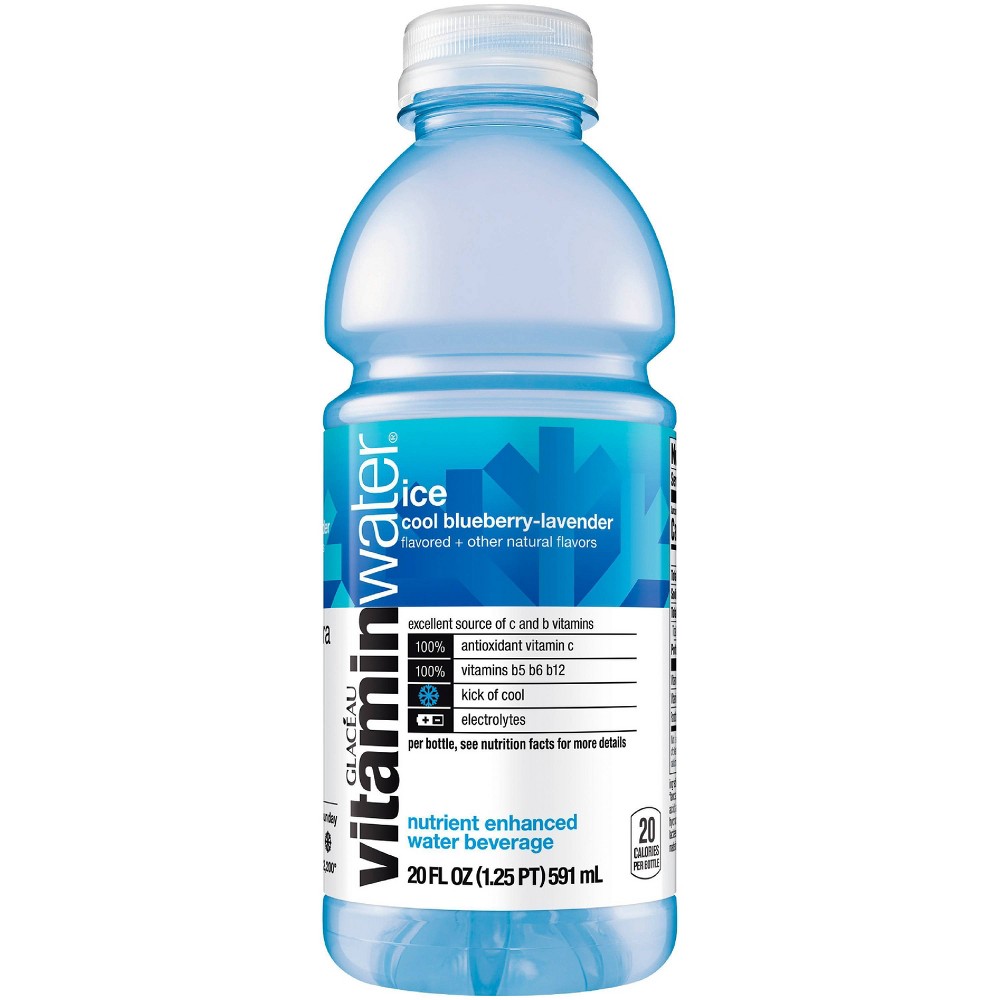 GLACÉAU
vitaminwater®
ice
cool blueberry-lavender
flavored + other natural flavors
excellent source of c and b vitamins
100% antioxidant vitamin c
100% vitamins b5 b6 b12
kick of cool
electrolytes
per bottle, see nutrition facts for more details
nutrient enhanced
water beverage
20 FL OZ (1.25 PT) 591 mL
20
CALORIES
PER BOTTLE